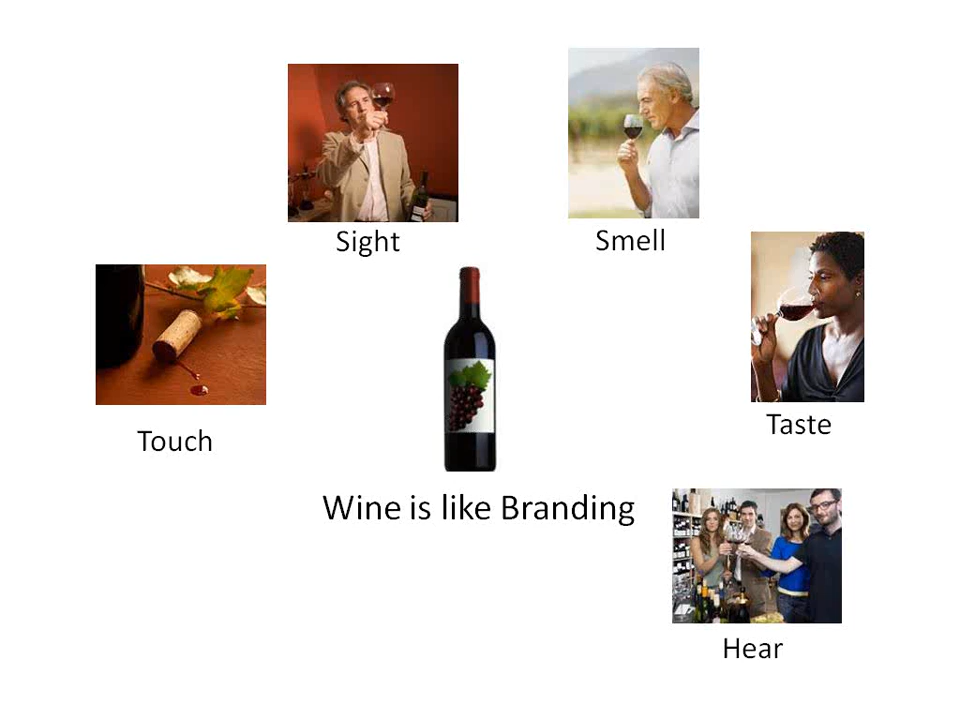 Sight
Smell
Touch
Taste
Wine is like Branding
Hear